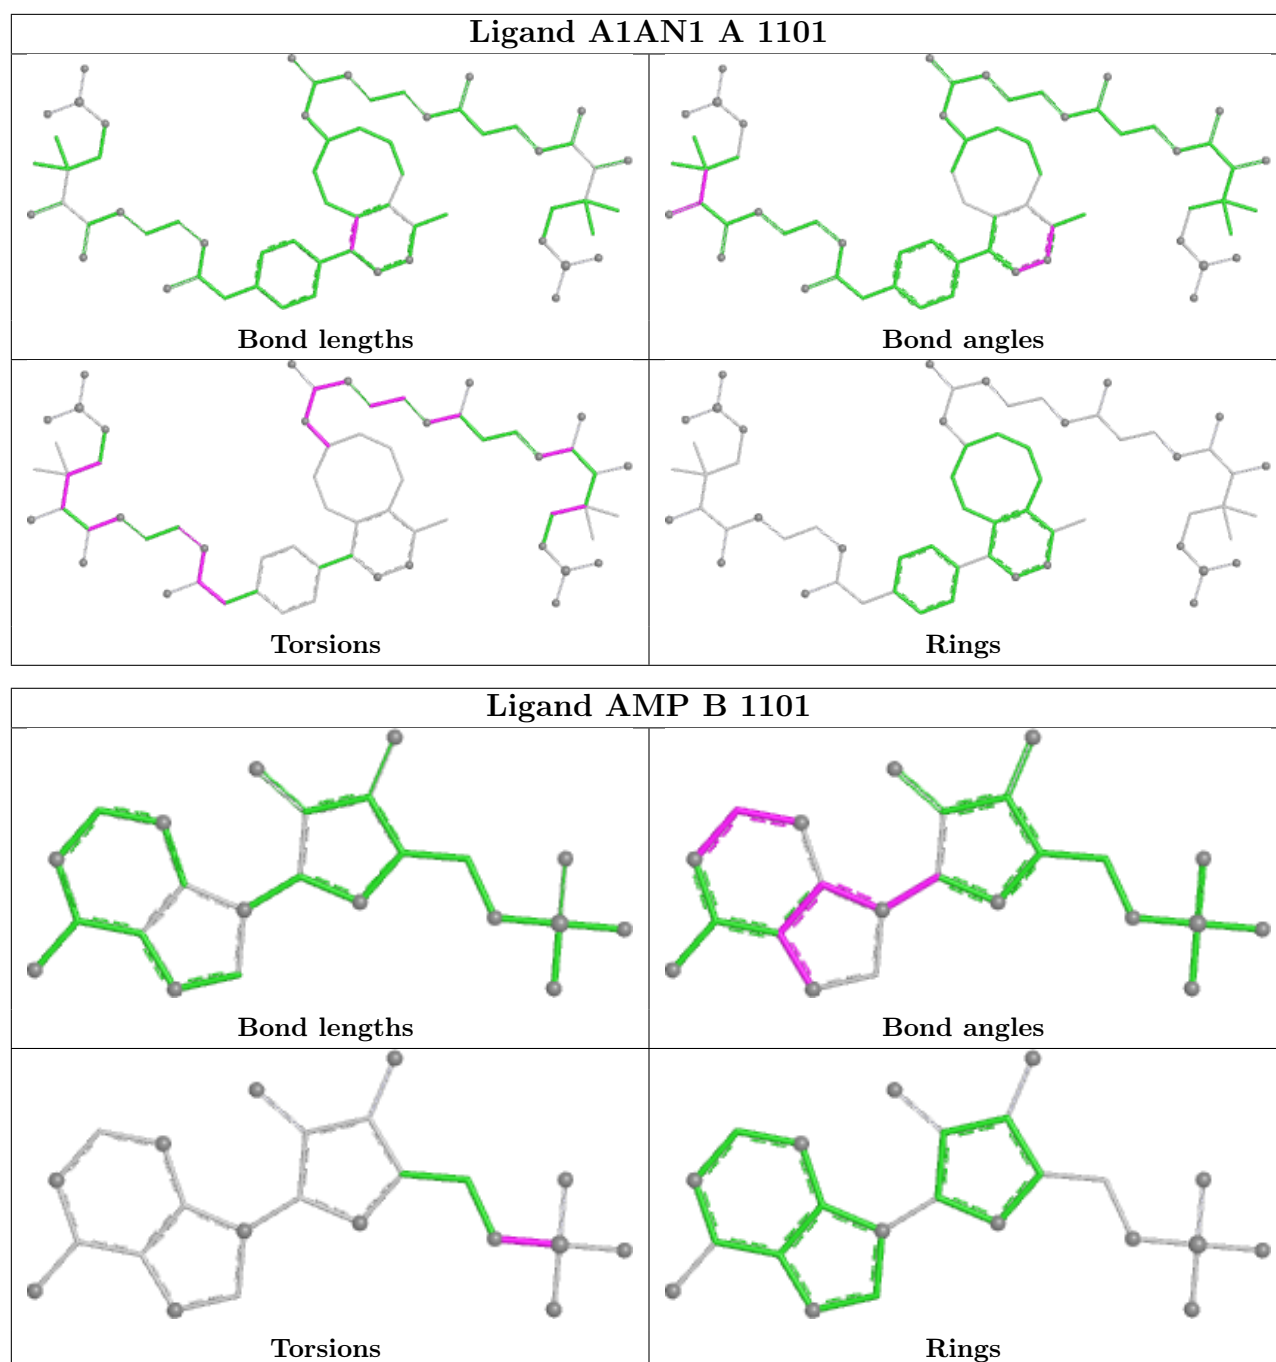 Ligand A1AN1 A 1101
Bond lengths
Bond angles
Torsions
Rings
Ligand AMP B 1101
Bond lengths
Bond angles
Torsions
Rings